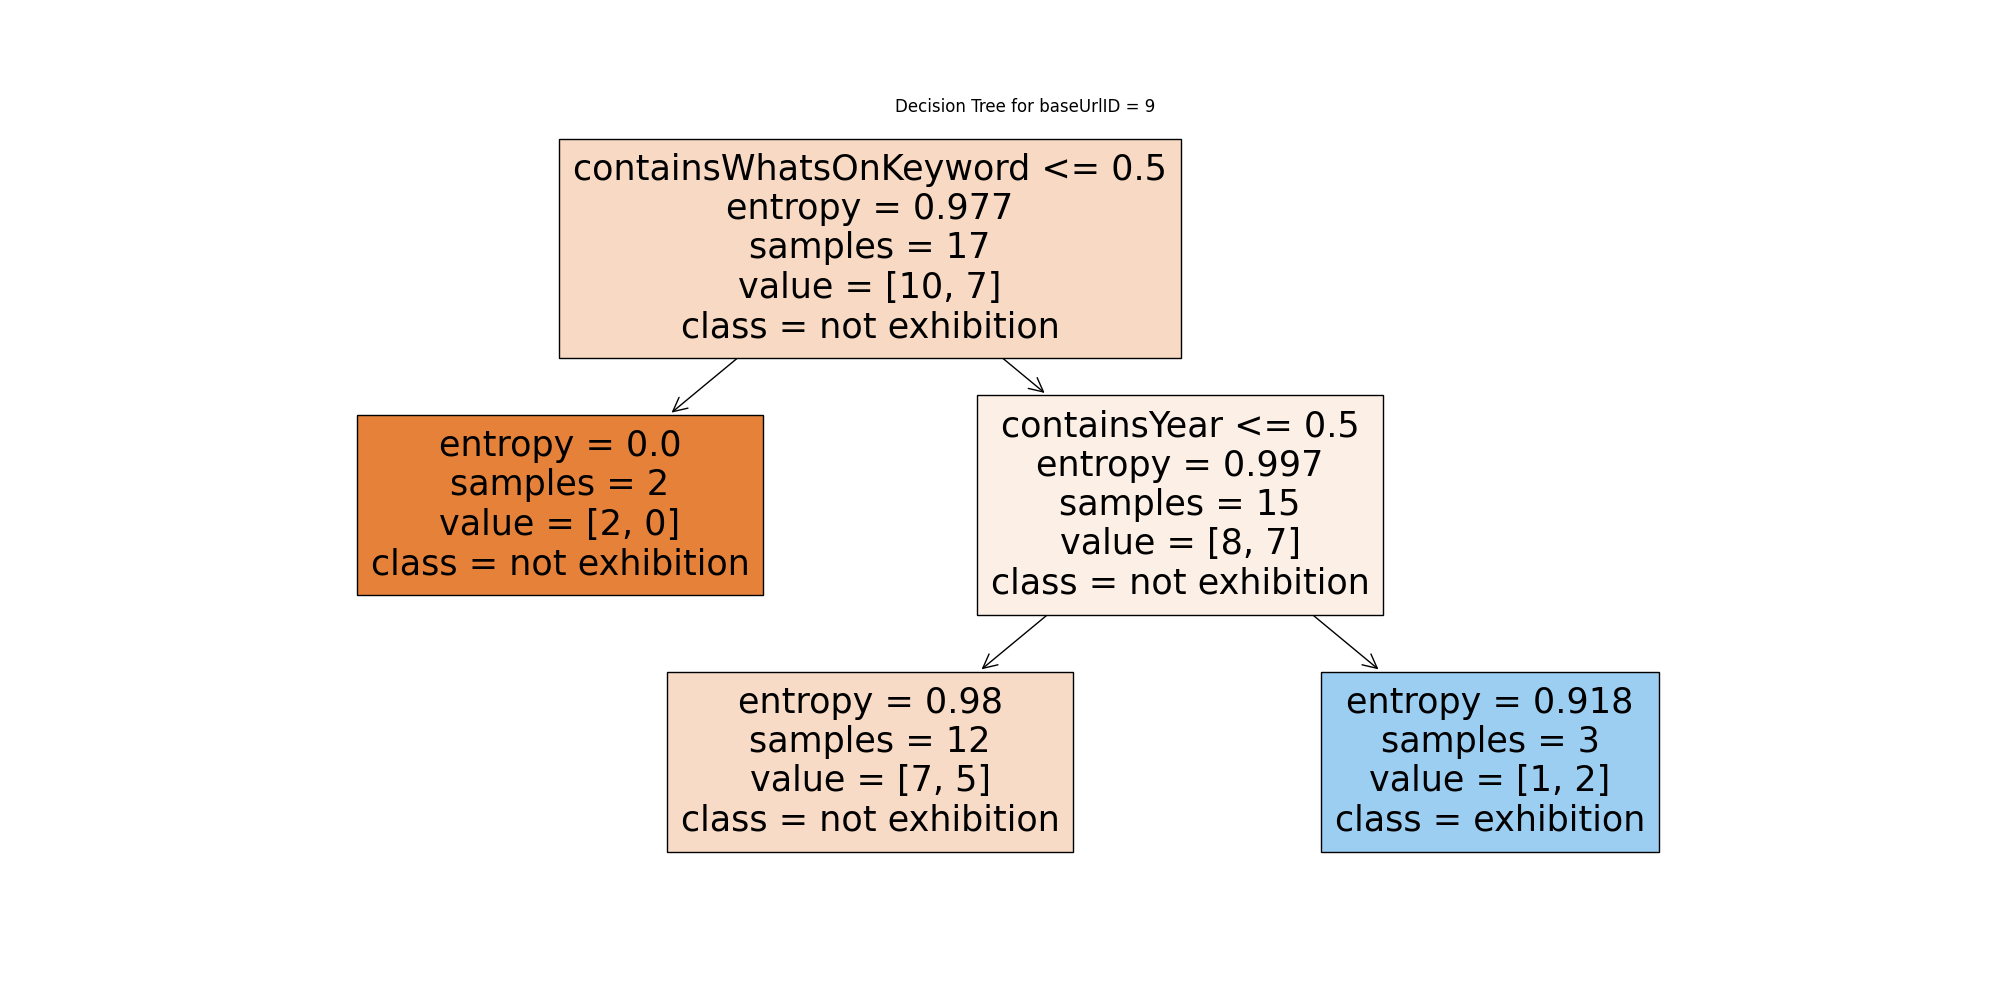 Decision Tree for baseUrlID = 9
containsWhatsOnKeyword <= 0.5
entropy = 0.977
samples = 17
value = [10, 7]
class = not exhibition
entropy = 0.0
samples = 2
value = [2, 0]
class = not exhibition
containsYear <= 0.5
entropy = 0.997
samples = 15
value = [8, 7]
class = not exhibition
entropy = 0.98
samples = 12
value = [7, 5]
class = not exhibition
entropy = 0.918
samples = 3
value = [1, 2]
class = exhibition